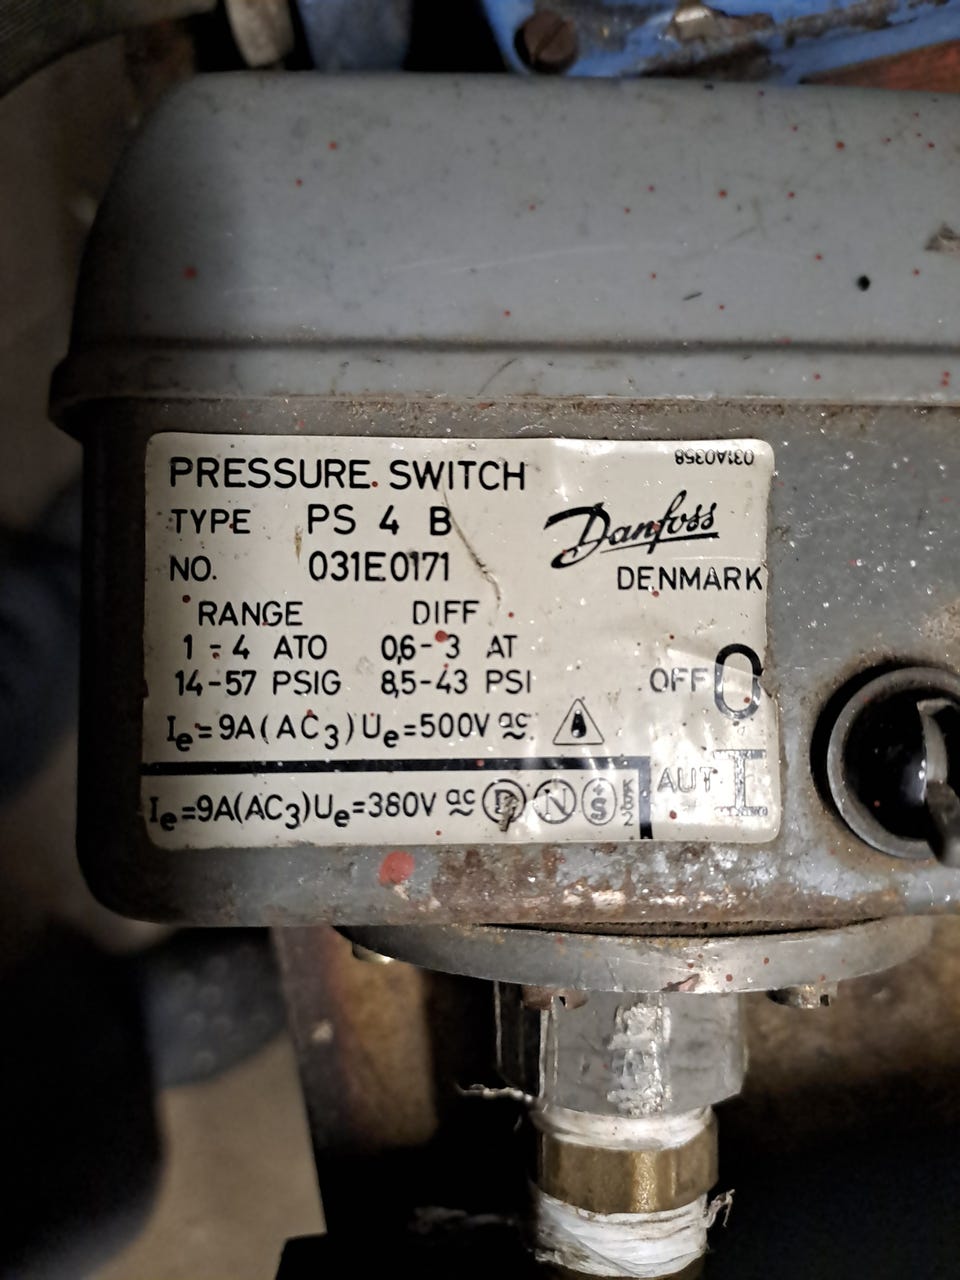 031A0358
PRESSURE SWITCH
TYPE PS 4 B
Danfoss
NO. 031E0171
DENMARK
RANGE DIFF
1-4 ATO 0,6-3 AT
14-57 PSIG 8,5-43 PSI
OFF O
Ie=9A(AC3)Ue=500V ac
AUT I
Ie=9A(AC3)Ue=380V ac D N S